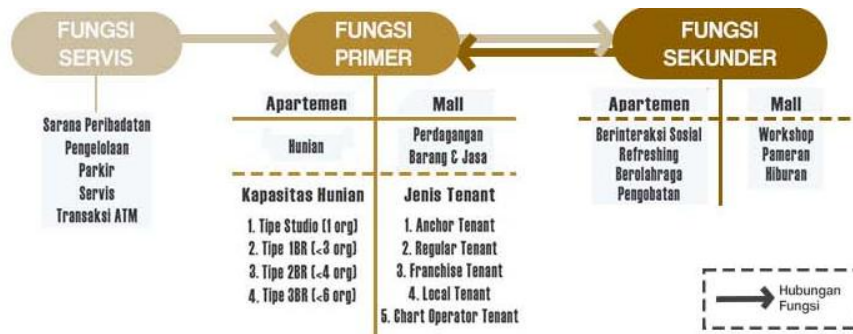 FUNGSI
SERVIS
Sarana Peribadatan
Pengelolaan
Parkir
Servis
Transaksi ATM
FUNGSI
PRIMER
Apartemen
Mall
Hunian
Perdagangan
Barang & Jasa
Kapasitas Hunian
Jenis Tenant
1. Tipe Studio (1 org)
2. Tipe 1BR (<3 org)
3. Tipe 2BR (<4 org)
4. Tipe 3BR (<6 org)
1. Anchor Tenant
2. Regular Tenant
3. Franchise Tenant
4. Local Tenant
5. Chart Operator Tenant
FUNGSI
SEKUNDER
Apartemen
Mall
Berinteraksi Sosial
Refreshing
Berolahraga
Pengobatan
Workshop
Pameran
Hiburan
Hubungan
Fungsi